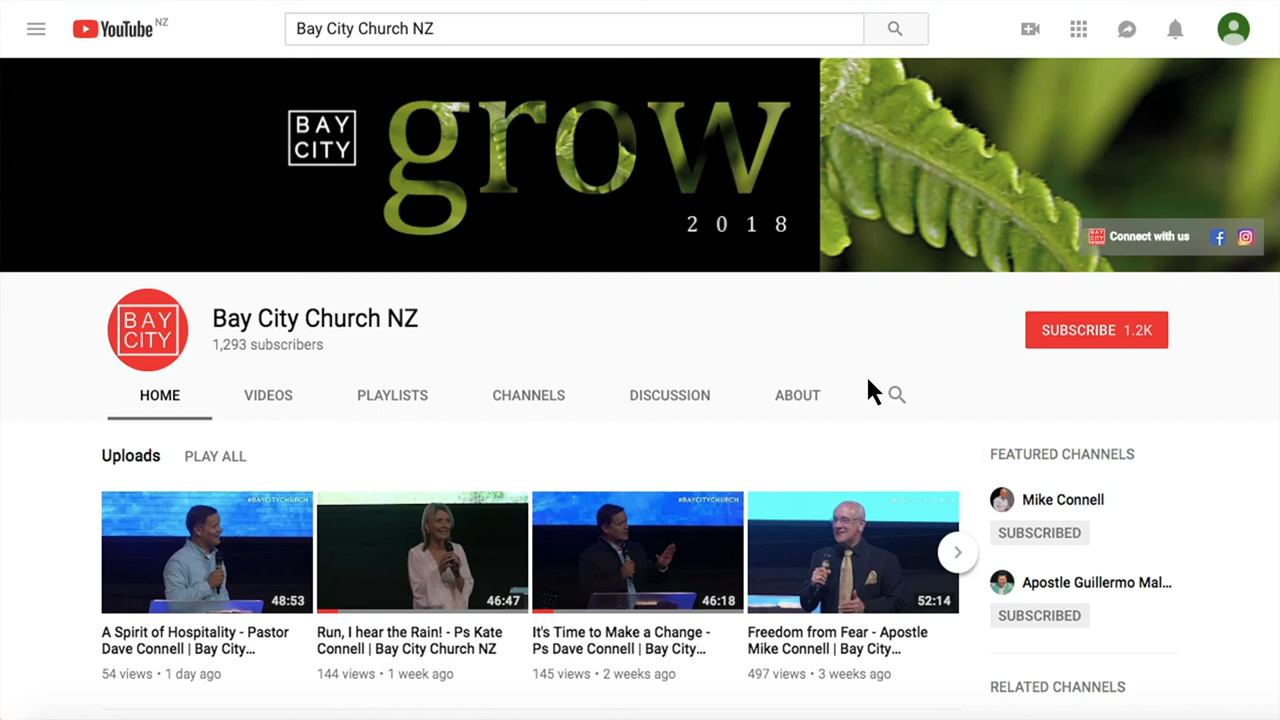 YouTube NZ
Bay City Church NZ
BAY
CITY
grow
2018
Connect with us
BAY
CITY
Bay City Church NZ
1,293 subscribers
SUBSCRIBE 1.2K
HOME VIDEOS PLAYLISTS CHANNELS DISCUSSION ABOUT
Uploads PLAY ALL
#BAYCITYCHURCH
48:53
A Spirit of Hospitality - Pastor
Dave Connell | Bay City...
54 views • 1 day ago
46:47
Run, I hear the Rain! - Ps Kate
Connell | Bay City Church NZ
144 views • 1 week ago
#BAYCITYCHURCH
46:18
It's Time to Make a Change -
Ps Dave Connell | Bay City...
145 views • 2 weeks ago
52:14
Freedom from Fear - Apostle
Mike Connell | Bay City...
497 views • 3 weeks ago
FEATURED CHANNELS
Mike Connell
SUBSCRIBED
Apostle Guillermo Mal...
SUBSCRIBED
RELATED CHANNELS